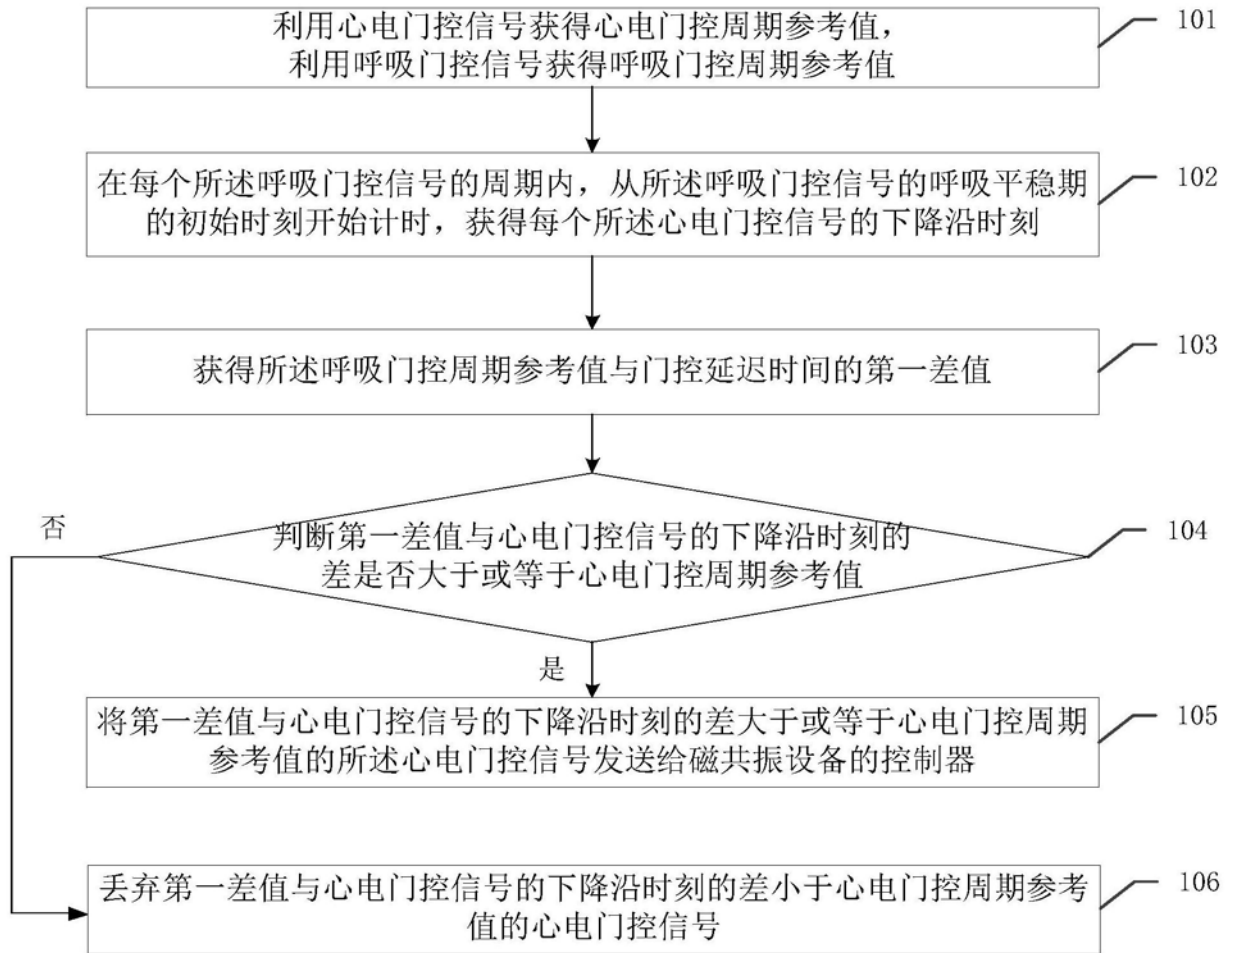 利用心电门控信号获得心电门控周期参考值，
利用呼吸门控信号获得呼吸门控周期参考值
101
在每个所述呼吸门控信号的周期内，从所述呼吸门控信号的呼吸平稳期
的初始时刻开始计时，获得每个所述心电门控信号的下降沿时刻
102
获得所述呼吸门控周期参考值与门控延迟时间的第一差值
103
否
判断第一差值与心电门控信号的下降沿时刻的
差是否大于或等于心电门控周期参考值
104
是
将第一差值与心电门控信号的下降沿时刻的差大于或等于心电门控周期
参考值的所述心电门控信号发送给磁共振设备的控制器
105
丢弃第一差值与心电门控信号的下降沿时刻的差小于心电门控周期参考
值的心电门控信号
106